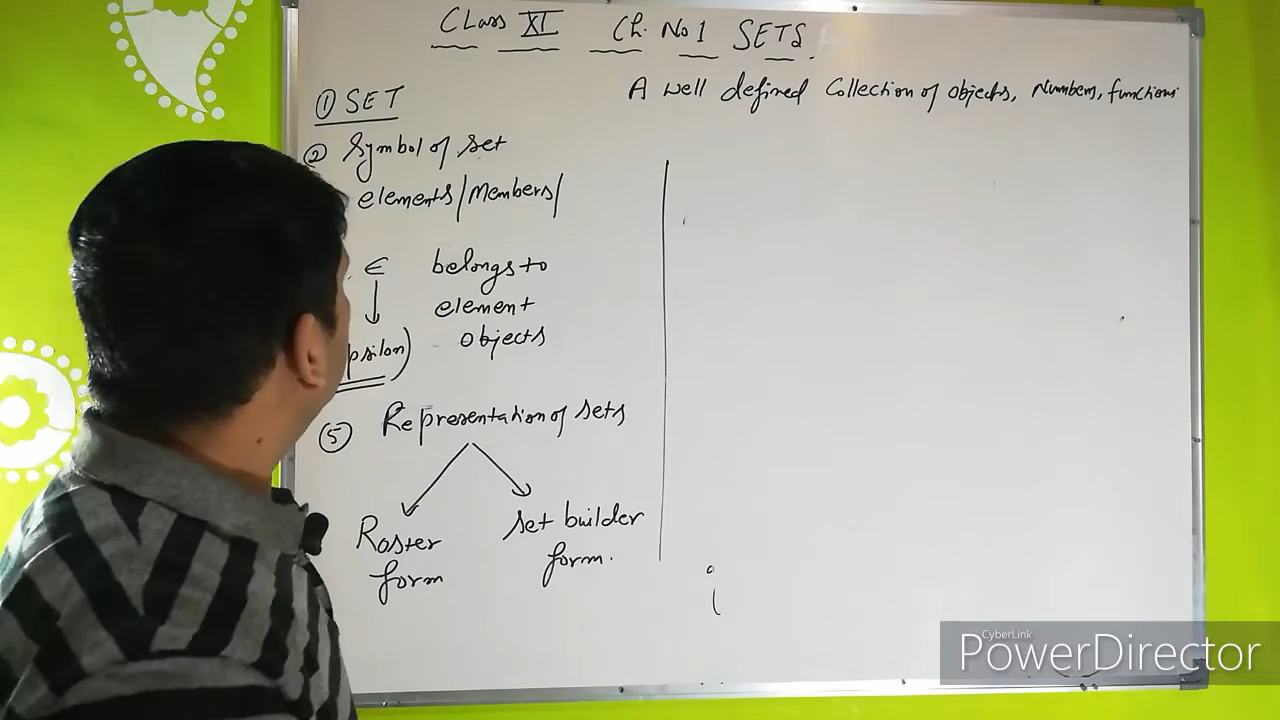 Class XI Ch. No 1 SETS.
① SET
A well defined Collection of objects, Numbers, functions
② Symbol of set
elements/Members/
∈ belongs to
↓ element
psilon) objects
⑤ Representation of sets
Roster form
set builder form.
CyberLink
PowerDirector